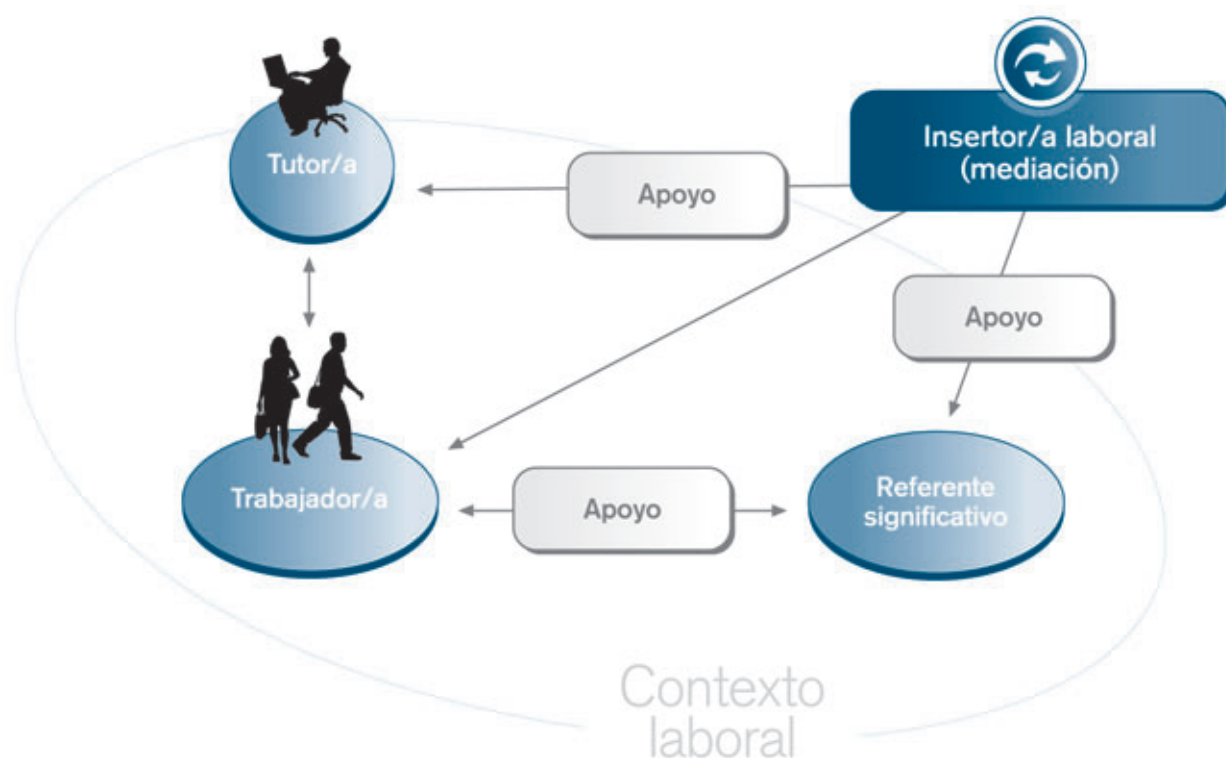 Tutor/a
Insertor/a laboral
(mediación)
Apoyo
Apoyo
Trabajador/a
Apoyo
Referente
significativo
Contexto
laboral